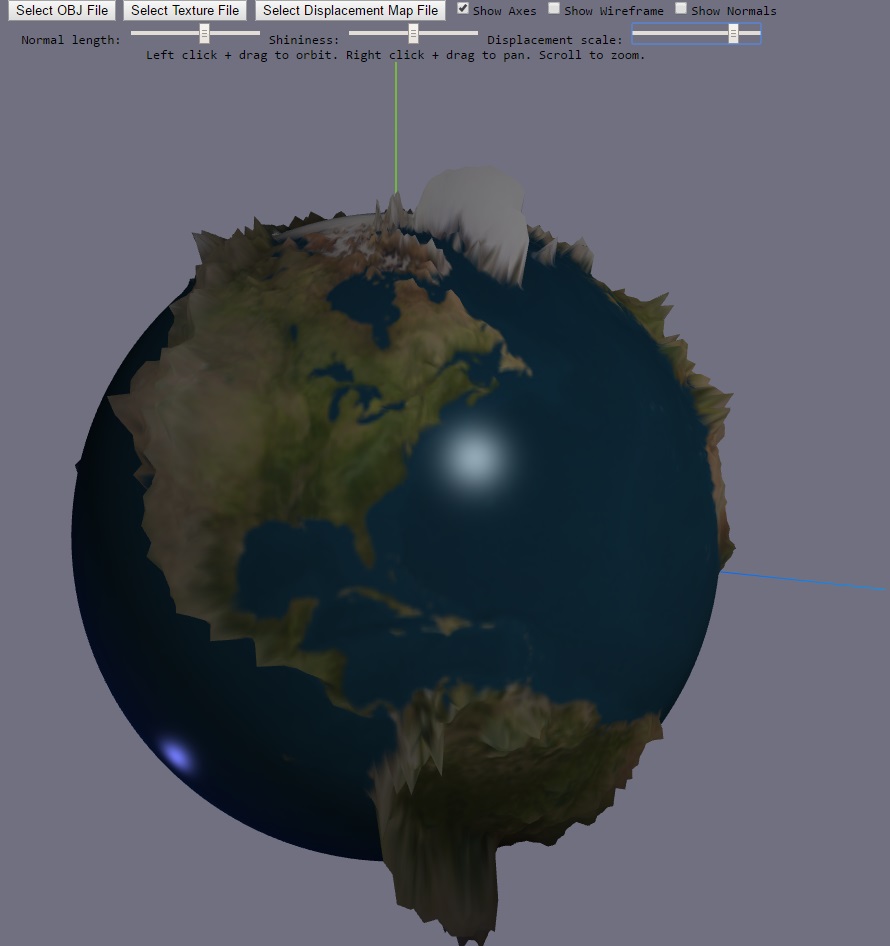 Select OBJ File Select Texture File Select Displacement Map File Show Axes Show Wireframe Show Normals
Normal length: Shininess: Displacement scale:
Left click + drag to orbit. Right click + drag to pan. Scroll to zoom.